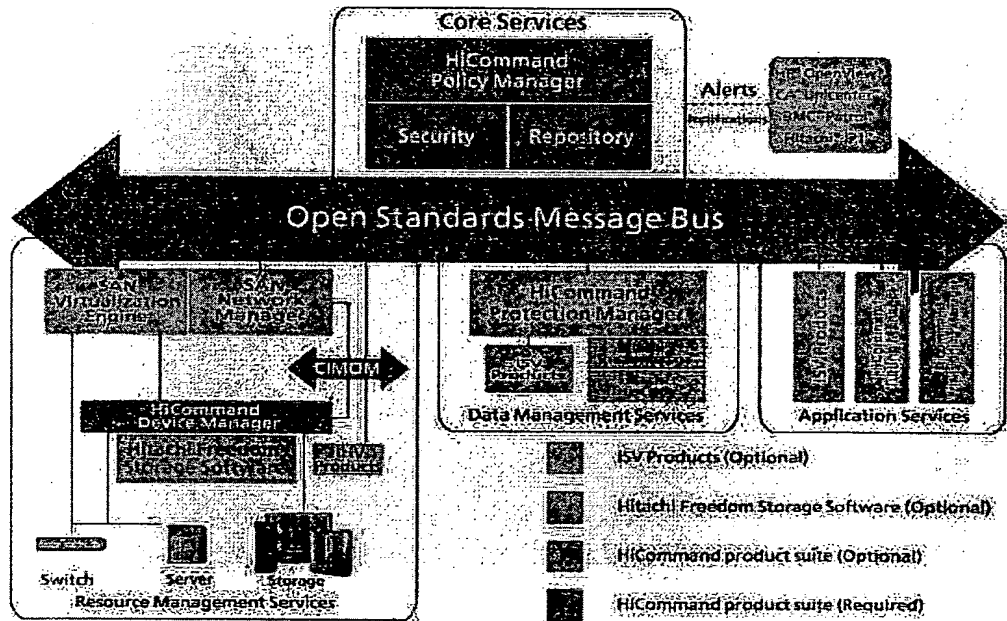 Core Services
HiCommand
Policy Manager
Security
Repository
Alerts
Notifications
HP OpenView
CA-Unicenter
BMC Patrol
Open Standards Message Bus
SAN
Virtualization
Engine
SAN
Network
Manager
HiCommand
Protection Manager
ISV Products
CIMOM
Products
HiCommand
Device Manager
Hitachi Freedom
Storage Software
Products
Data Management Services
Application Services
ISV Products (Optional)
Hitachi Freedom Storage Software (Optional)
HiCommand product suite (Optional)
HiCommand product suite (Required)
Switch
Server
Storage
Resource Management Services